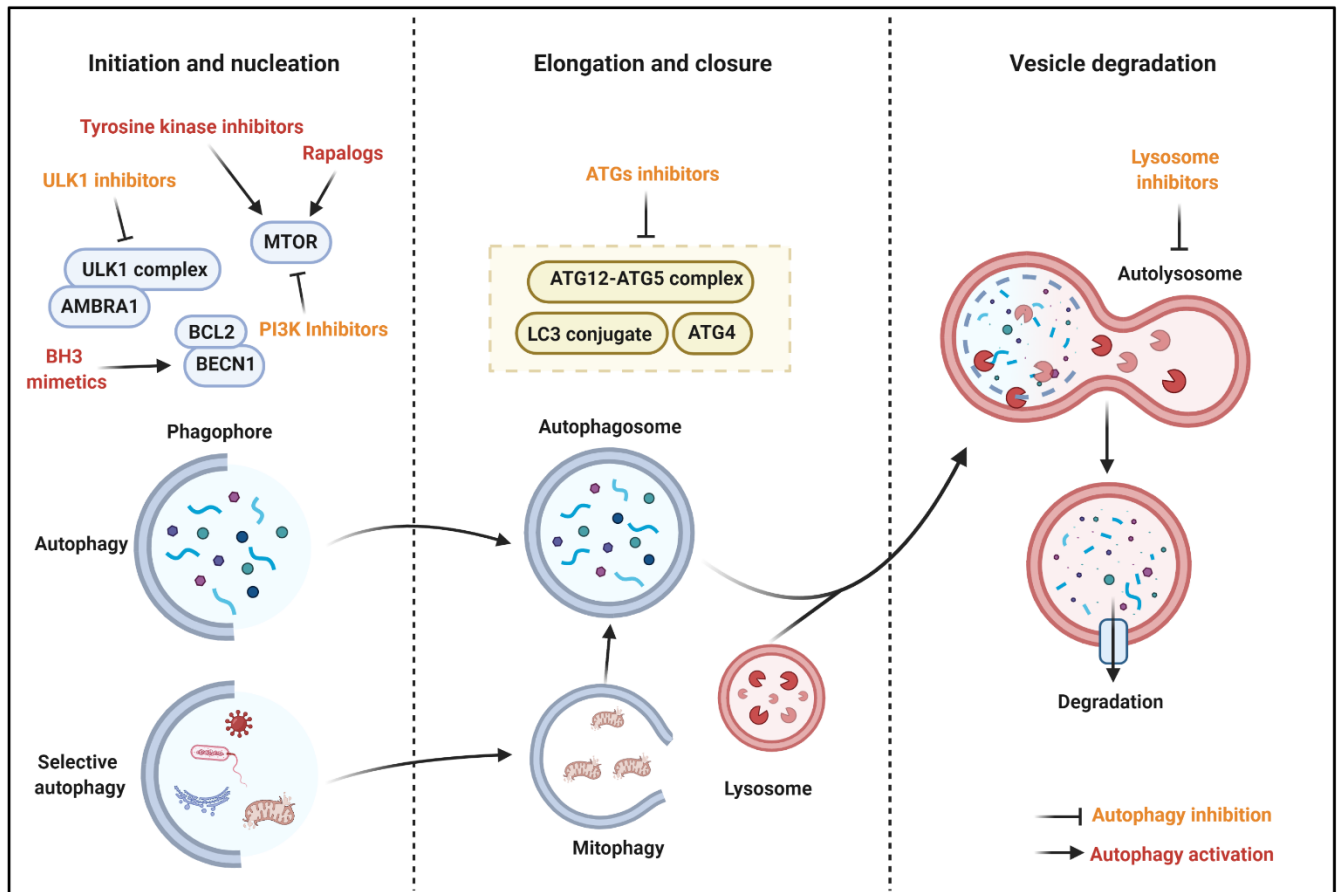 Initiation and nucleation
Elongation and closure
Vesicle degradation
Tyrosine kinase inhibitors
Rapalogs
ULK1 inhibitors
MTOR
ULK1 complex
AMBRA1
PI3K Inhibitors
BCL2
BECN1
BH3
mimetics
ATGs inhibitors
ATG12-ATG5 complex
LC3 conjugate
ATG4
Lysosome
inhibitors
Autolysosome
Phagophore
Autophagosome
Autophagy
Selective
autophagy
Mitophagy
Lysosome
Degradation
Autophagy inhibition
Autophagy activation